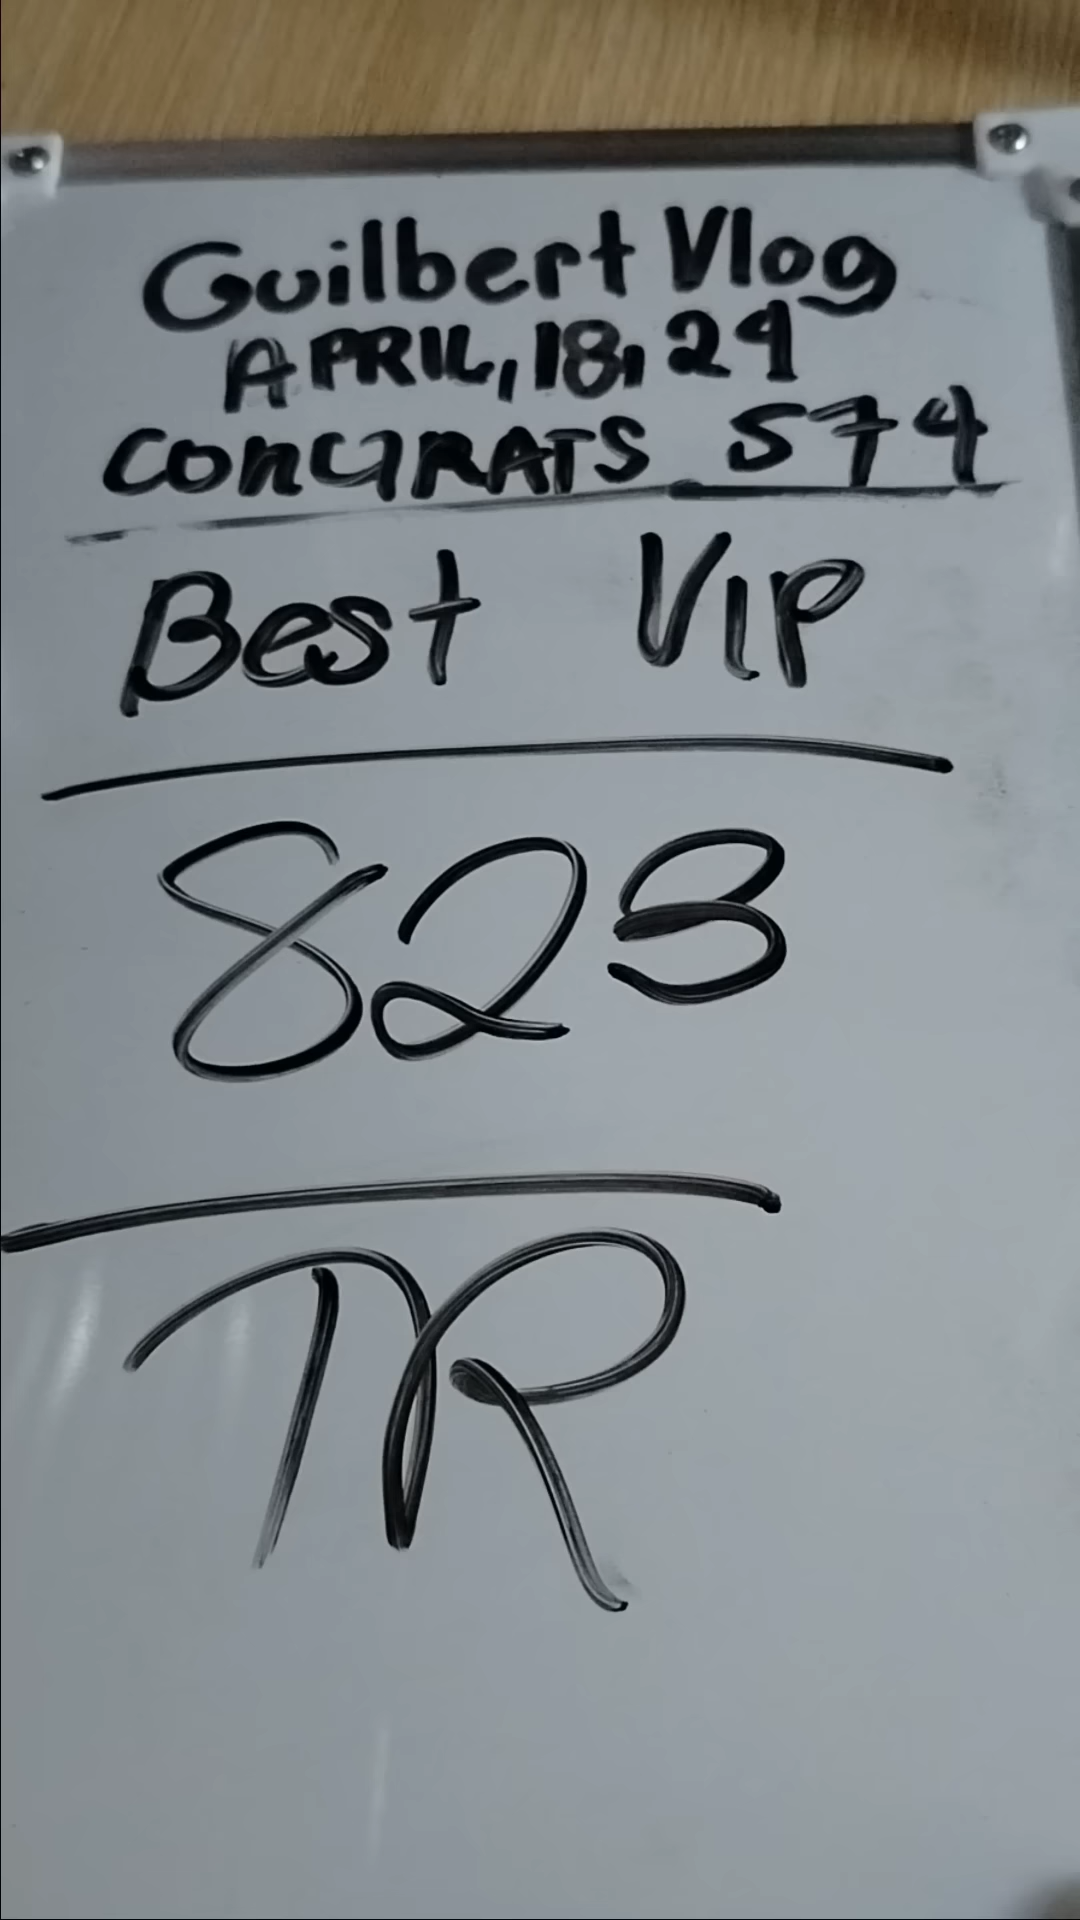 Guilbert Vlog
APRIL, 18, 24
CONGRATS 574
Best VIP
823
TR